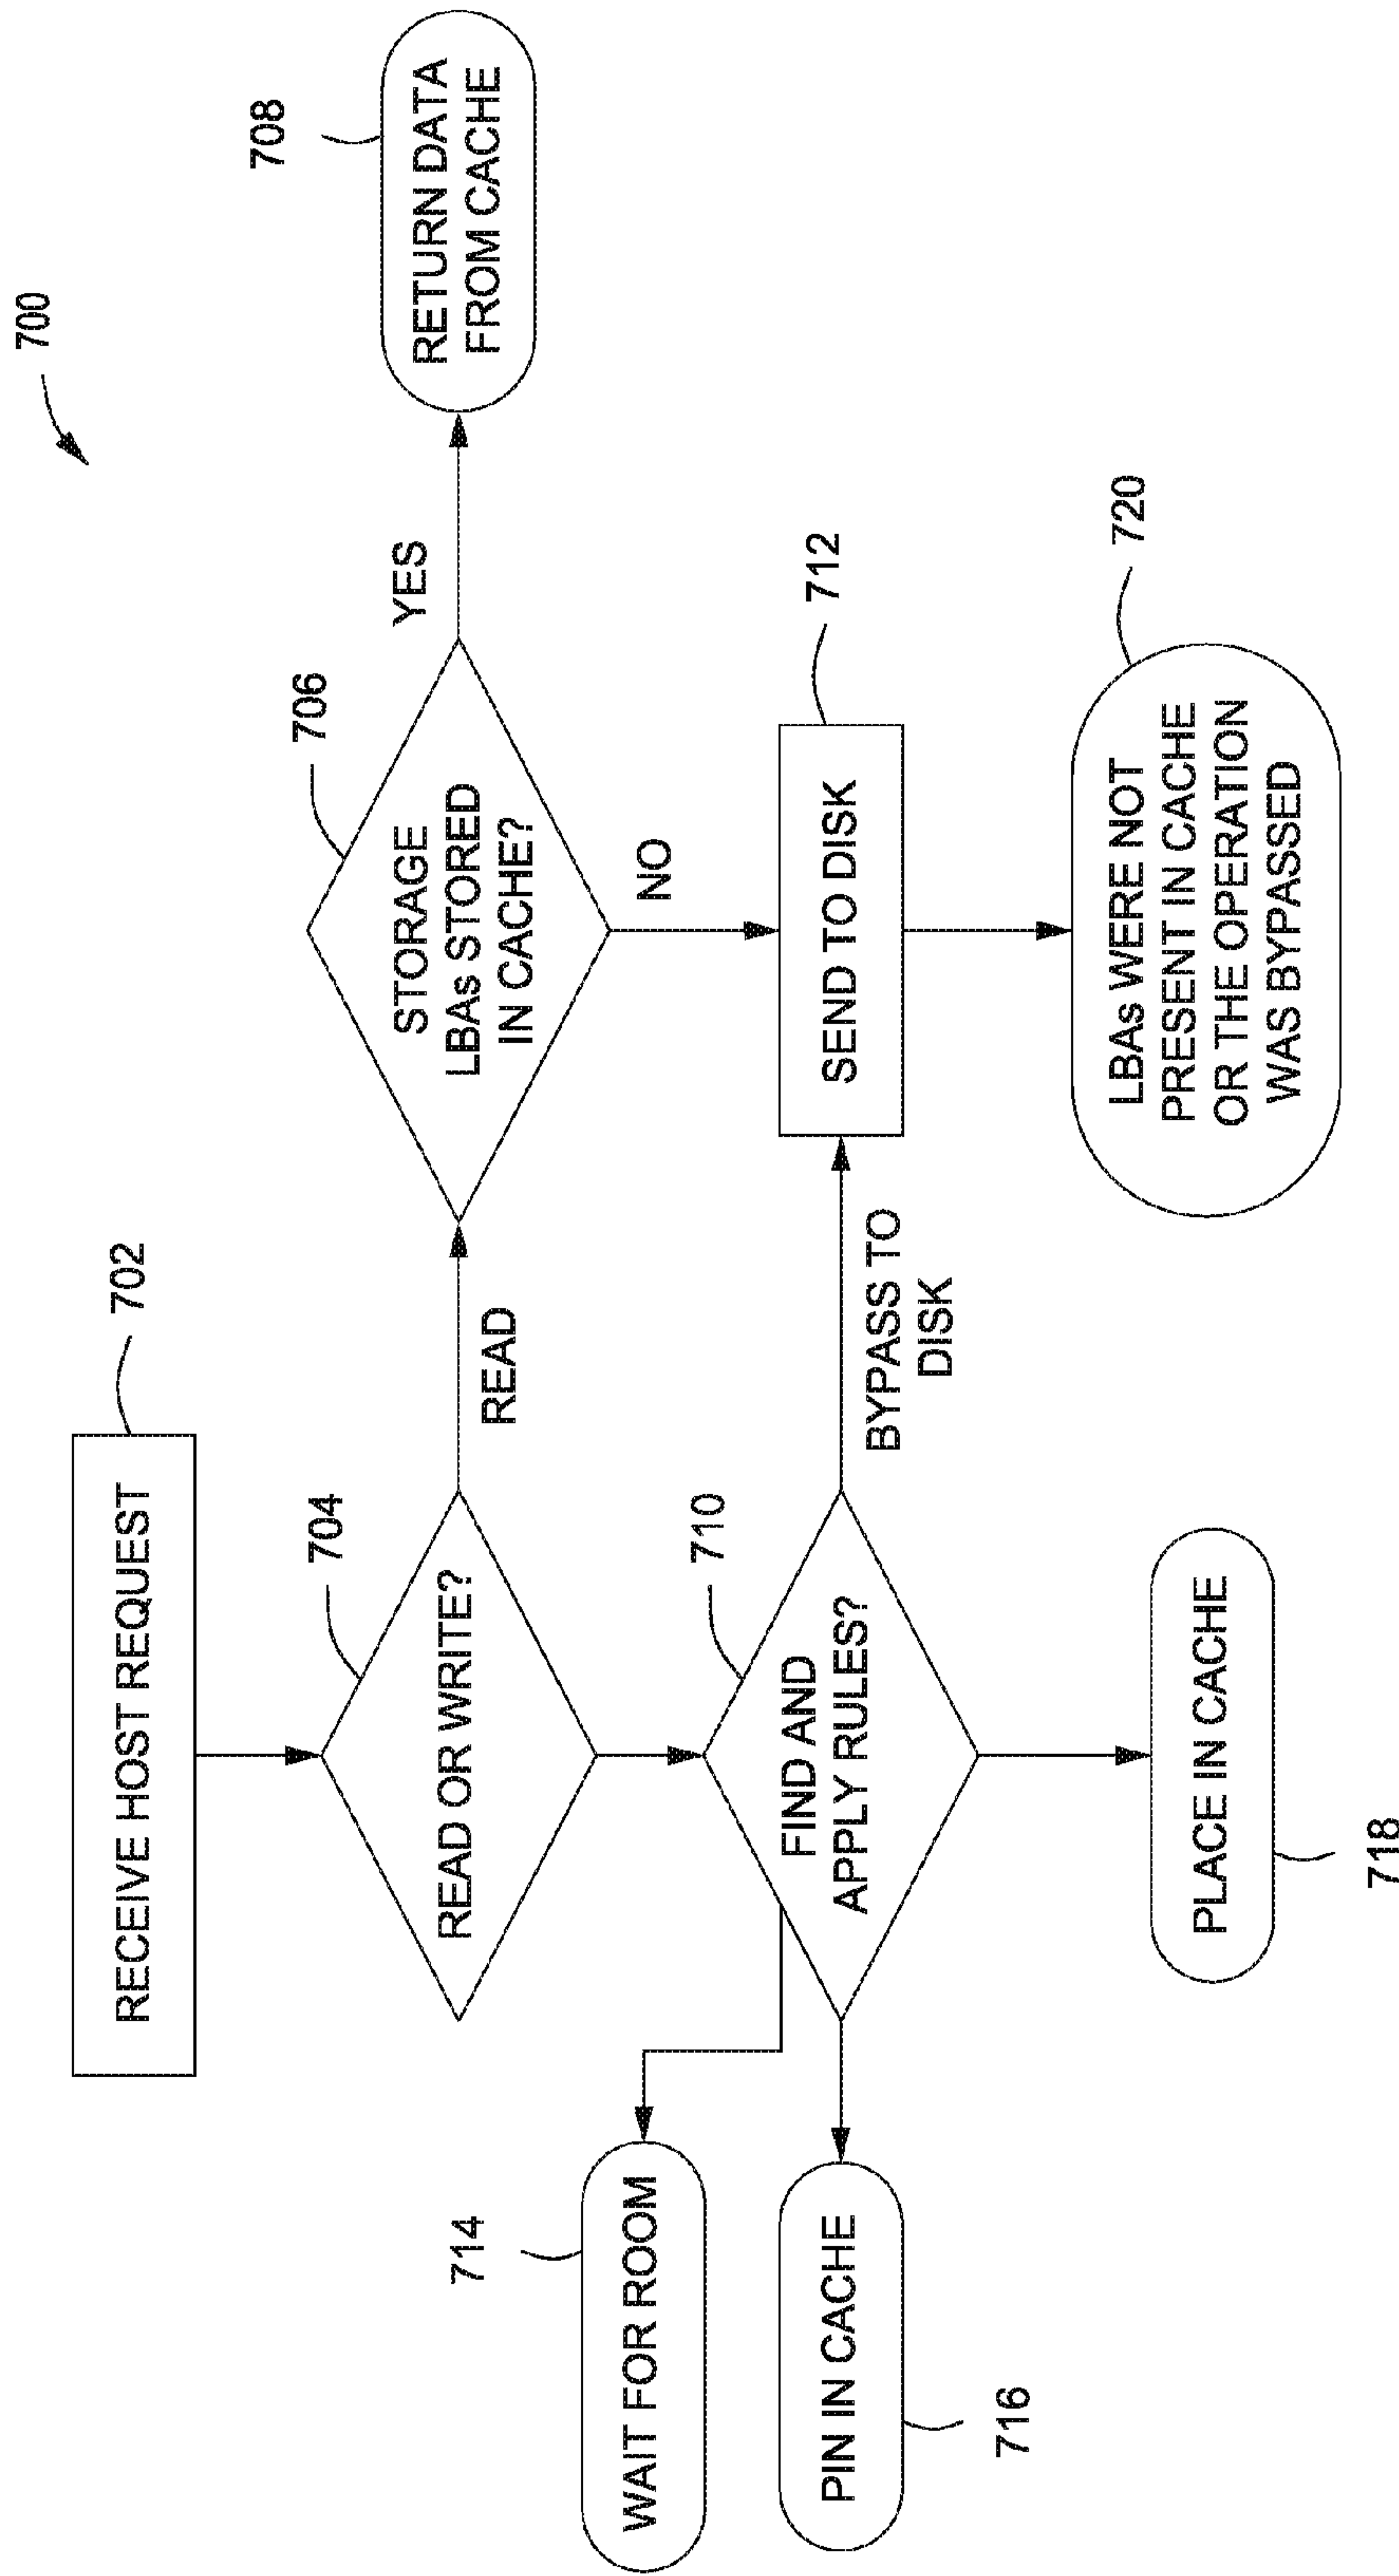 700
RECEIVE HOST REQUEST
702
704
READ OR WRITE?
READ
706
STORAGE
LBAs STORED
IN CACHE?
YES
708
RETURN DATA
FROM CACHE
NO
714
WAIT FOR ROOM
710
FIND AND
APPLY RULES?
BYPASS TO
DISK
712
SEND TO DISK
PIN IN CACHE
716
PLACE IN CACHE
718
720
LBAs WERE NOT
PRESENT IN CACHE
OR THE OPERATION
WAS BYPASSED